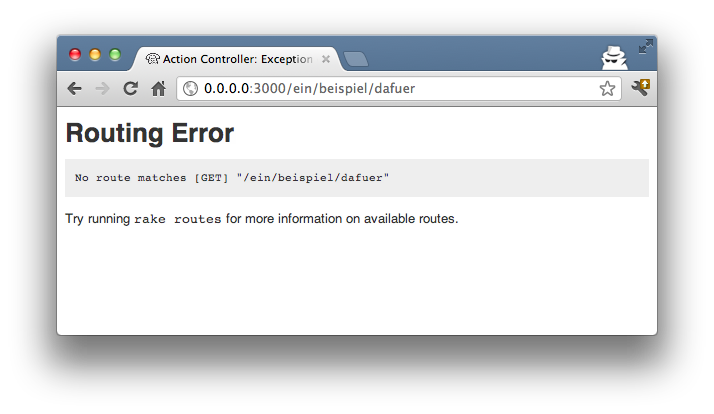 Action Controller: Exception
0.0.0.0:3000/ein/beispiel/dafuer
Routing Error
No route matches [GET] "/ein/beispiel/dafuer"
Try running rake routes for more information on available routes.